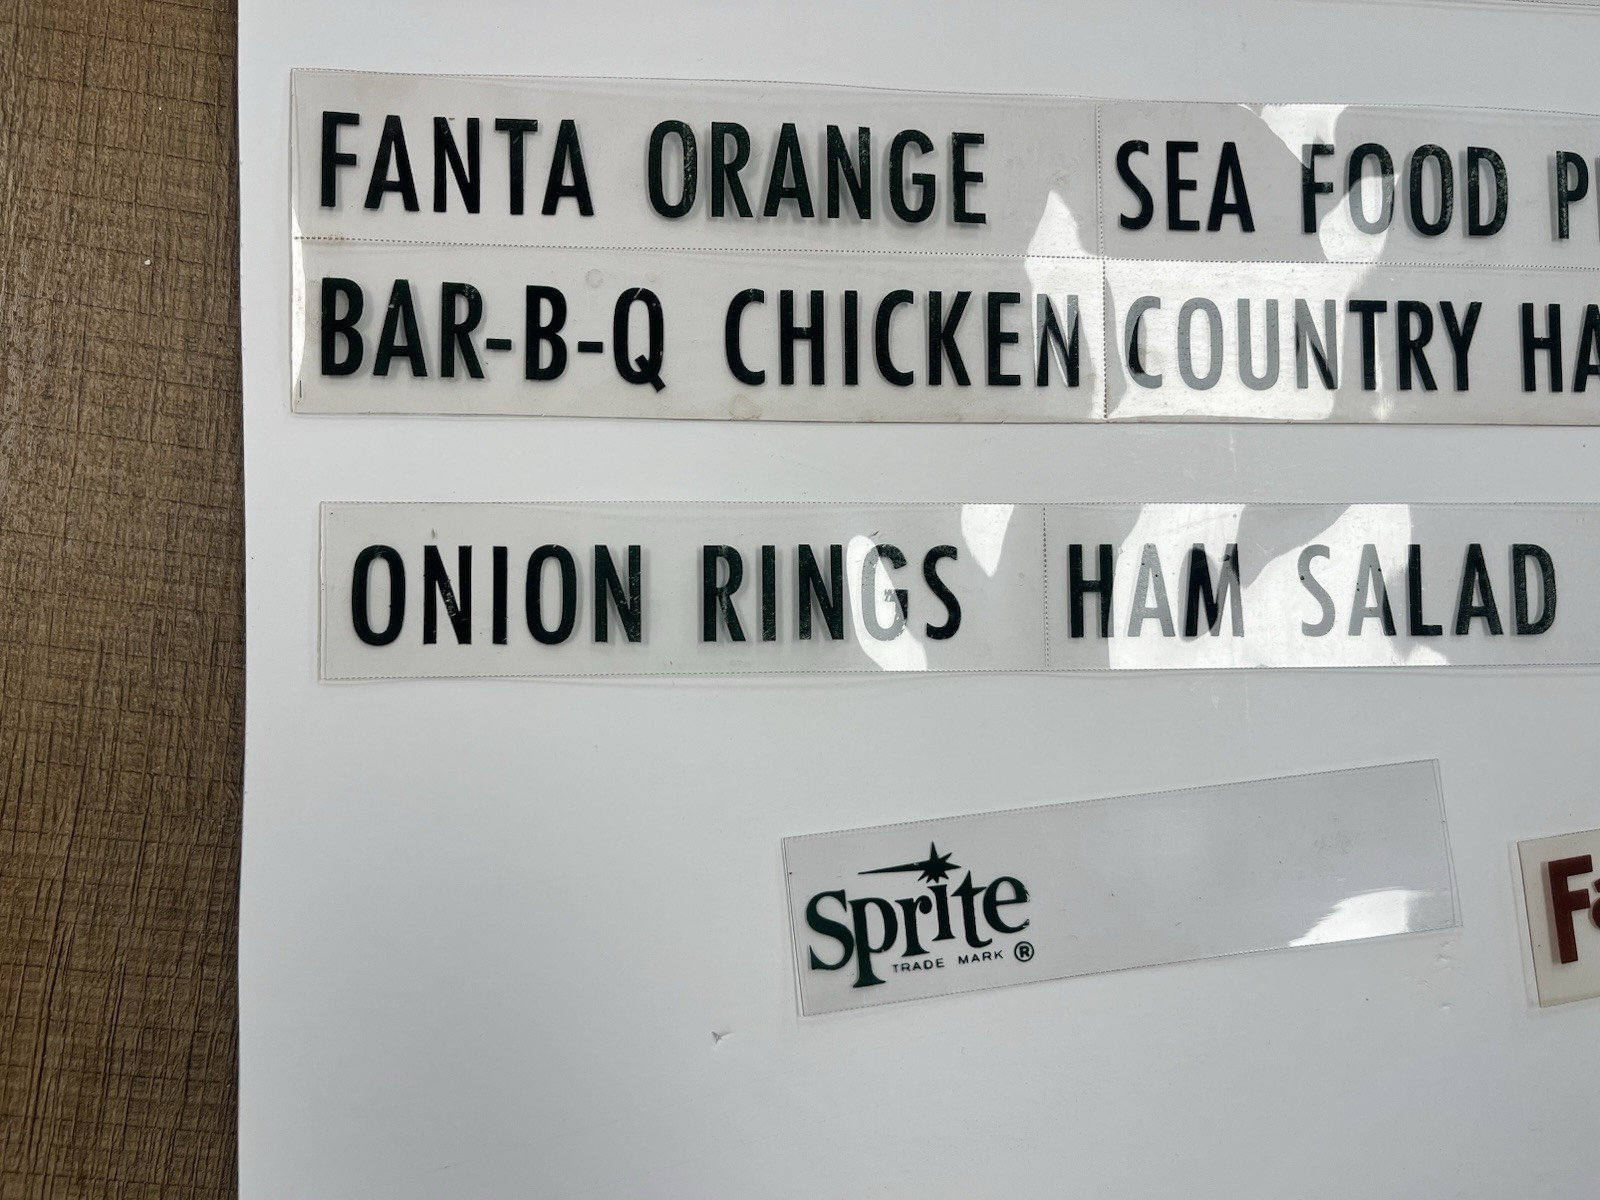 FANTA ORANGE SEA FOOD
BAR-B-Q CHICKEN COUNTRY
ONION RINGS HAM SALAD
Sprite
TRADE MARK ®